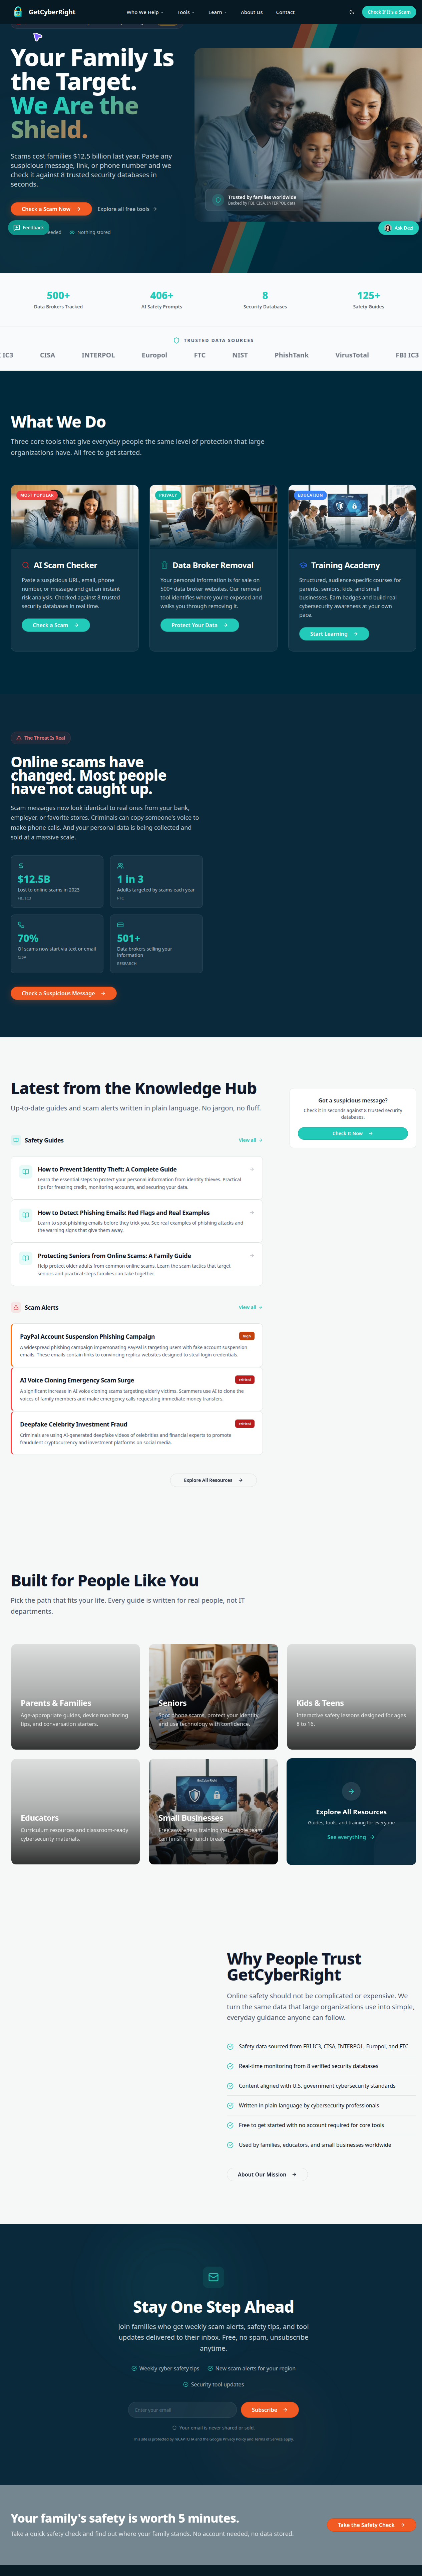 GetCyberRight
Who We Help
Tools
Learn
About Us
Contact
Check If It's a Scam
Your Family Is
the Target.
We Are the
Shield.
Scams cost families $12.5 billion last year. Paste any
suspicious message, link, or phone number and we
check it against 8 trusted security databases in
seconds.
Check a Scam Now
Explore all free tools
Trusted by families worldwide
Backed by FBI, CISA, INTERPOL data
Feedback
Nothing stored
Ask Desi
500+
Data Brokers Tracked
406+
AI Safety Prompts
8
Security Databases
125+
Safety Guides
TRUSTED DATA SOURCES
IC3
CISA
INTERPOL
Europol
FTC
NIST
PhishTank
VirusTotal
FBI IC3
What We Do
Three core tools that give everyday people the same level of protection that large
organizations have. All free to get started.
MOST POPULAR
AI Scam Checker
Paste a suspicious URL, email, phone
number, or message and get an instant
risk analysis. Checked against 8 trusted
security databases in real time.
Check a Scam
PRIVACY
Data Broker Removal
Your personal information is for sale on
500+ data broker websites. Our removal
tool identifies where you're exposed and
walks you through removing it.
Protect Your Data
EDUCATION
Training Academy
Structured, audience-specific courses for
parents, seniors, kids, and small
businesses. Earn badges and build real
cybersecurity awareness at your own
pace.
Start Learning
The Threat Is Real
Online scams have
changed. Most people
have not caught up.
Scam messages now look identical to real ones from your bank,
employer, or favorite stores. Criminals can copy someone's voice to
make phone calls. And your personal data is being collected and
sold at a massive scale.
$12.5B
Lost to online scams in 2023
FBI IC3
1 in 3
Adults targeted by scams each year
FTC
70%
Of scams now start via text or email
CISA
501+
Data brokers selling your
information
RESEARCH
Check a Suspicious Message
Latest from the Knowledge Hub
Up-to-date guides and scam alerts written in plain language. No jargon, no fluff.
Safety Guides
View all
How to Prevent Identity Theft: A Complete Guide
Learn the essential steps to protect your personal information from identity thieves. Practical
tips for freezing credit, monitoring accounts, and securing your data.
How to Detect Phishing Emails: Red Flags and Real Examples
Learn to spot phishing emails before they trick you. See real examples of phishing attacks and
the warning signs that give them away.
Protecting Seniors from Online Scams: A Family Guide
Help protect older adults from common online scams. Learn the scam tactics that target
seniors and practical steps families can take together.
Scam Alerts
View all
PayPal Account Suspension Phishing Campaign
high
A widespread phishing campaign impersonating PayPal is targeting users with fake account suspension
emails. These emails contain links to convincing replica websites designed to steal login credentials.
AI Voice Cloning Emergency Scam Surge
critical
A significant increase in AI voice cloning scams targeting elderly victims. Scammers use AI to clone the
voices of family members and make emergency calls requesting immediate money transfers.
Deepfake Celebrity Investment Fraud
critical
Criminals are using AI-generated deepfake videos of celebrities and financial experts to promote
fraudulent cryptocurrency and investment platforms on social media.
Explore All Resources
Got a suspicious message?
Check it in seconds against 8 trusted security
databases.
Check It Now
Built for People Like You
Pick the path that fits your life. Every guide is written for real people, not IT
departments.
Parents & Families
Age-appropriate guides, device monitoring
tips, and conversation starters.
Seniors
Spot phone scams, protect your identity,
and use technology with confidence.
Kids & Teens
Interactive safety lessons designed for ages
8 to 16.
Educators
Curriculum resources and classroom-ready
cybersecurity materials.
Small Businesses
Free awareness training your whole team
can finish in a lunch break.
Explore All Resources
Guides, tools, and training for everyone
See everything
Why People Trust
GetCyberRight
Online safety should not be complicated or expensive. We
turn the same data that large organizations use into simple,
everyday guidance anyone can follow.
Safety data sourced from FBI IC3, CISA, INTERPOL, Europol, and FTC
Real-time monitoring from 8 verified security databases
Content aligned with U.S. government cybersecurity standards
Written in plain language by cybersecurity professionals
Free to get started with no account required for core tools
Used by families, educators, and small businesses worldwide
About Our Mission
Stay One Step Ahead
Join families who get weekly scam alerts, safety tips, and tool
updates delivered to their inbox. Free, no spam, unsubscribe
anytime.
Weekly cyber safety tips
New scam alerts for your region
Security tool updates
Enter your email
Subscribe
Your email is never shared or sold.
This site is protected by reCAPTCHA and the Google Privacy Policy and Terms of Service apply.
Your family's safety is worth 5 minutes.
Take a quick safety check and find out where your family stands. No account needed, no data stored.
Take the Safety Check